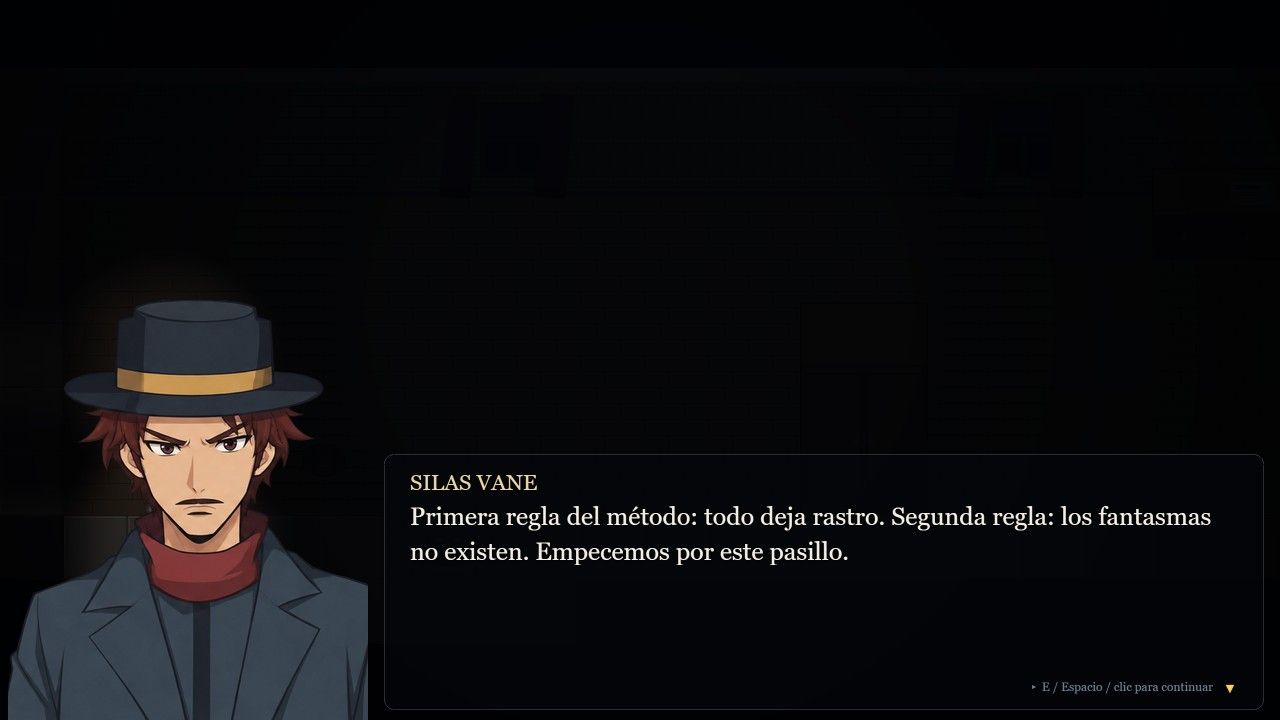 SILAS VANE
Primera regla del método: todo deja rastro. Segunda regla: los fantasmas
no existen. Empecemos por este pasillo.
‣ E / Espacio / clic para continuar ▼